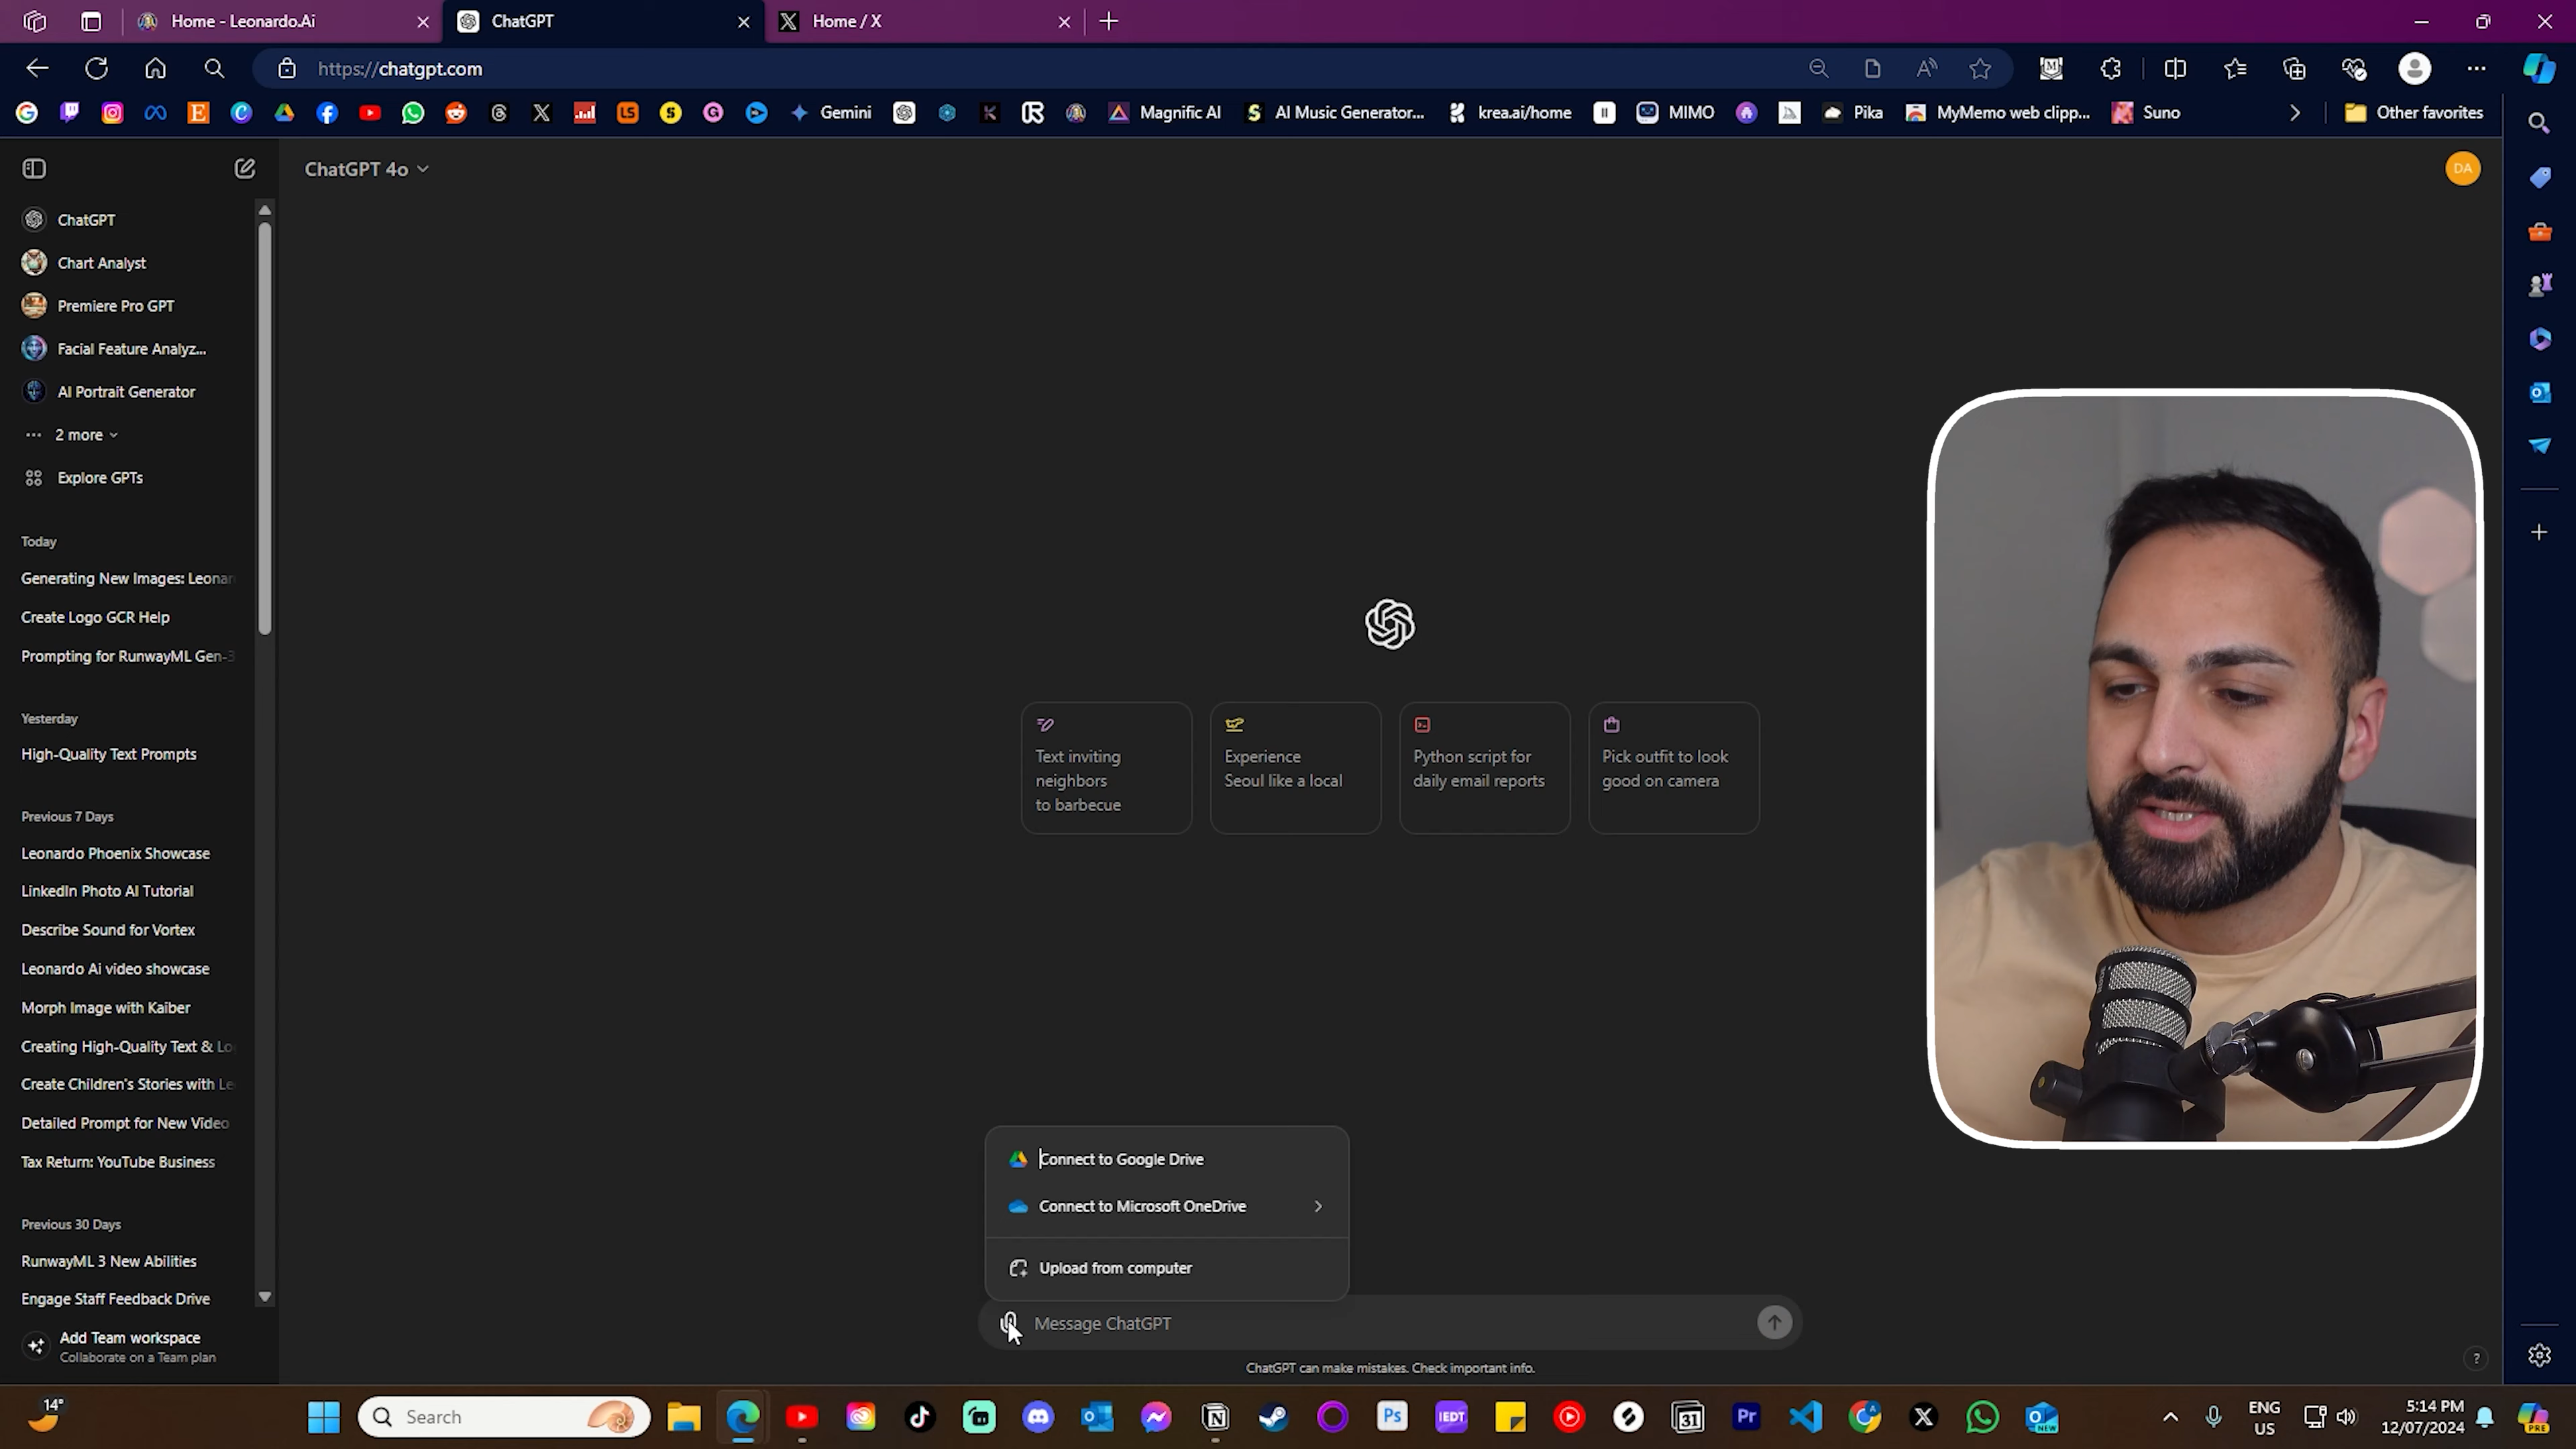 Home - Leonardo.Ai
ChatGPT
Home / X
https://chatgpt.com
Gemini
Magnific AI
AI Music Generator...
krea.ai/home
MIMO
Pika
MyMemo web clipp...
Suno
Other favorites
ChatGPT 4o
DA
ChatGPT
Chart Analyst
Premiere Pro GPT
Facial Feature Analyz...
AI Portrait Generator
2 more
Explore GPTs
Today
Generating New Images: Leonar
Create Logo GCR Help
Prompting for RunwayML Gen-3
Yesterday
High-Quality Text Prompts
Previous 7 Days
Leonardo Phoenix Showcase
LinkedIn Photo AI Tutorial
Describe Sound for Vortex
Leonardo Ai video showcase
Morph Image with Kaiber
Creating High-Quality Text & Lo
Create Children's Stories with Le
Detailed Prompt for New Video
Tax Return: YouTube Business
Previous 30 Days
RunwayML 3 New Abilities
Engage Staff Feedback Drive
Add Team workspace
Collaborate on a Team plan
Text inviting
neighbors
to barbecue
Experience
Seoul like a local
Python script for
daily email reports
Pick outfit to look
good on camera
Connect to Google Drive
Connect to Microsoft OneDrive
Upload from computer
Message ChatGPT
ChatGPT can make mistakes. Check important info.
?
14°
Search
Ps
IEDT
31
Pr
NEW
ENG
US
5:14 PM
12/07/2024
PRE